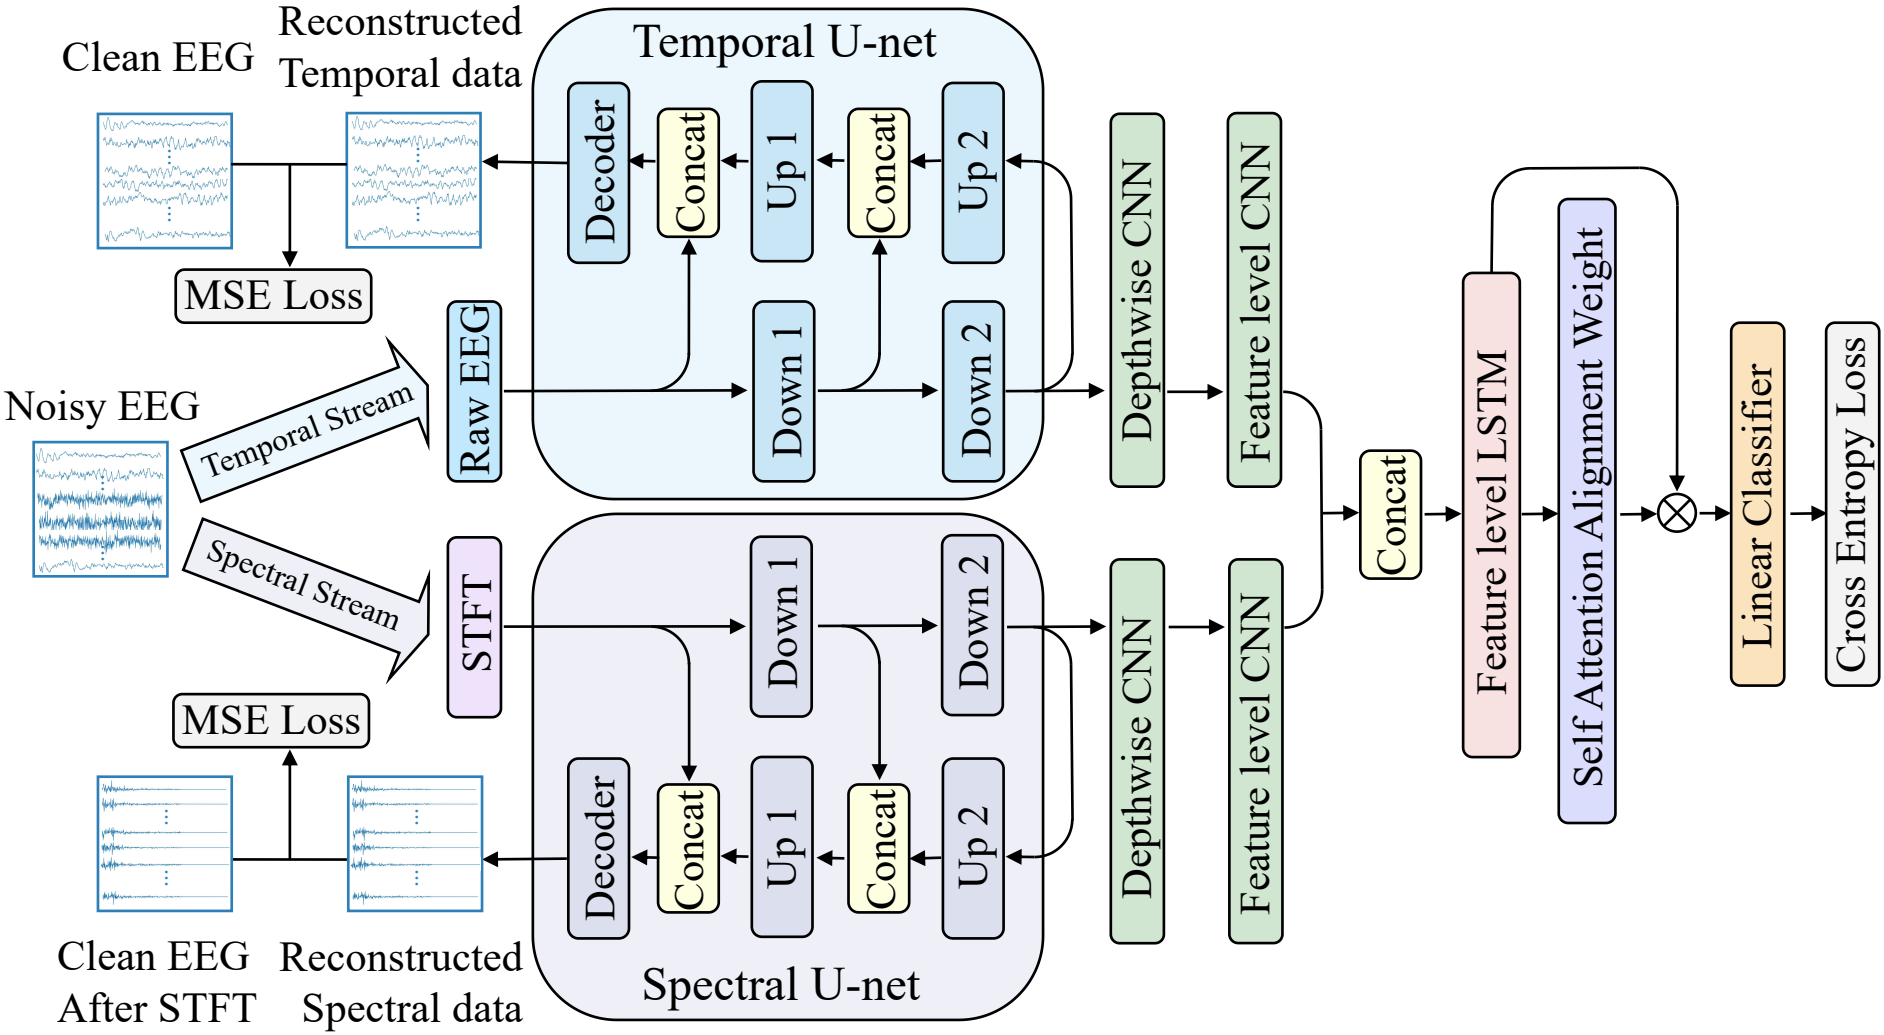 Clean EEG
Reconstructed
Temporal data
MSE Loss
Noisy EEG
Temporal Stream
Spectral Stream
Raw EEG
STFT
Temporal U-net
Decoder
Concat
Up 1
Concat
Up 2
Down 1
Down 2
Down 1
Down 2
Decoder
Concat
Up 1
Concat
Up 2
Spectral U-net
MSE Loss
Clean EEG
After STFT
Reconstructed
Spectral data
Depthwise CNN
Feature level CNN
Depthwise CNN
Feature level CNN
Concat
Feature level LSTM
Self Attention Alignment Weight
Linear Classifier
Cross Entropy Loss